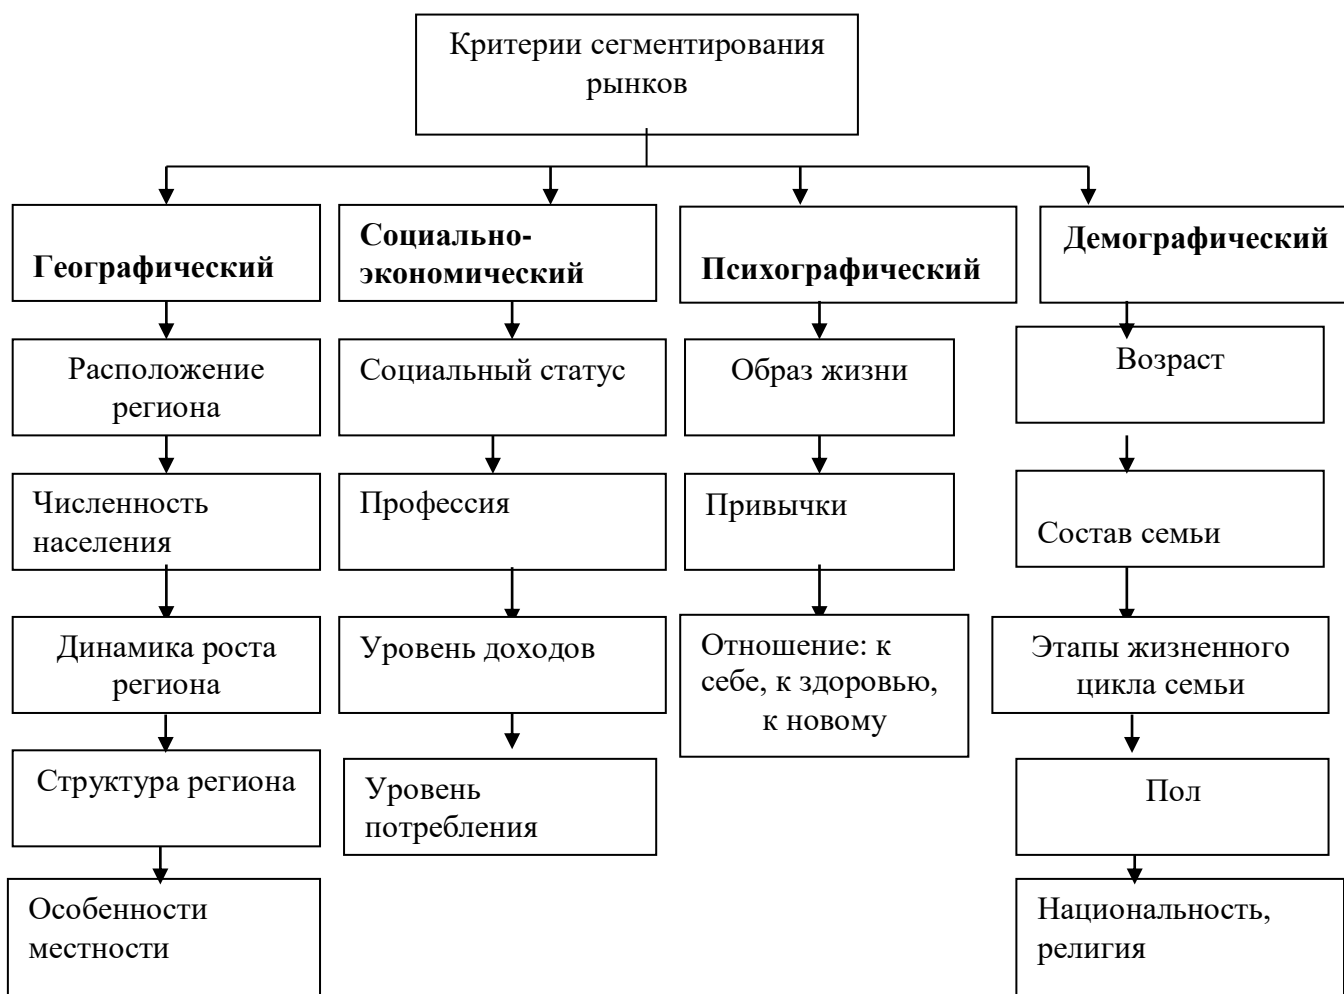 Критерии сегментирования
рынков
Географический
Социально-
экономический
Психографический
Демографический
Расположение
региона
Социальный статус
Образ жизни
Возраст
Численность
населения
Профессия
Привычки
Состав семьи
Динамика роста
региона
Уровень доходов
Отношение: к
себе, к здоровью,
к новому
Этапы жизненного
цикла семьи
Структура региона
Уровень
потребления
Пол
Особенности
местности
Национальность,
религия